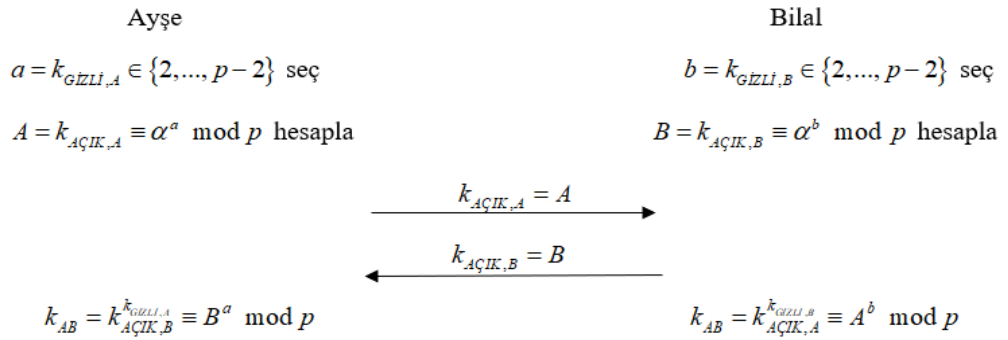 Ayşe Bilal
a = k_{GİZLİ,A} ∈ {2,..., p − 2} seç b = k_{GİZLİ,B} ∈ {2,..., p − 2} seç
A = k_{AÇIK,A} ≡ α^a mod p hesapla B = k_{AÇIK,B} ≡ α^b mod p hesapla
k_{AÇIK,A} = A
k_{AÇIK,B} = B
k_{AB} = k_{AÇIK,B}^{k_{GİZLİ,A}} ≡ B^a mod p k_{AB} = k_{AÇIK,A}^{k_{GİZLİ,B}} ≡ A^b mod p